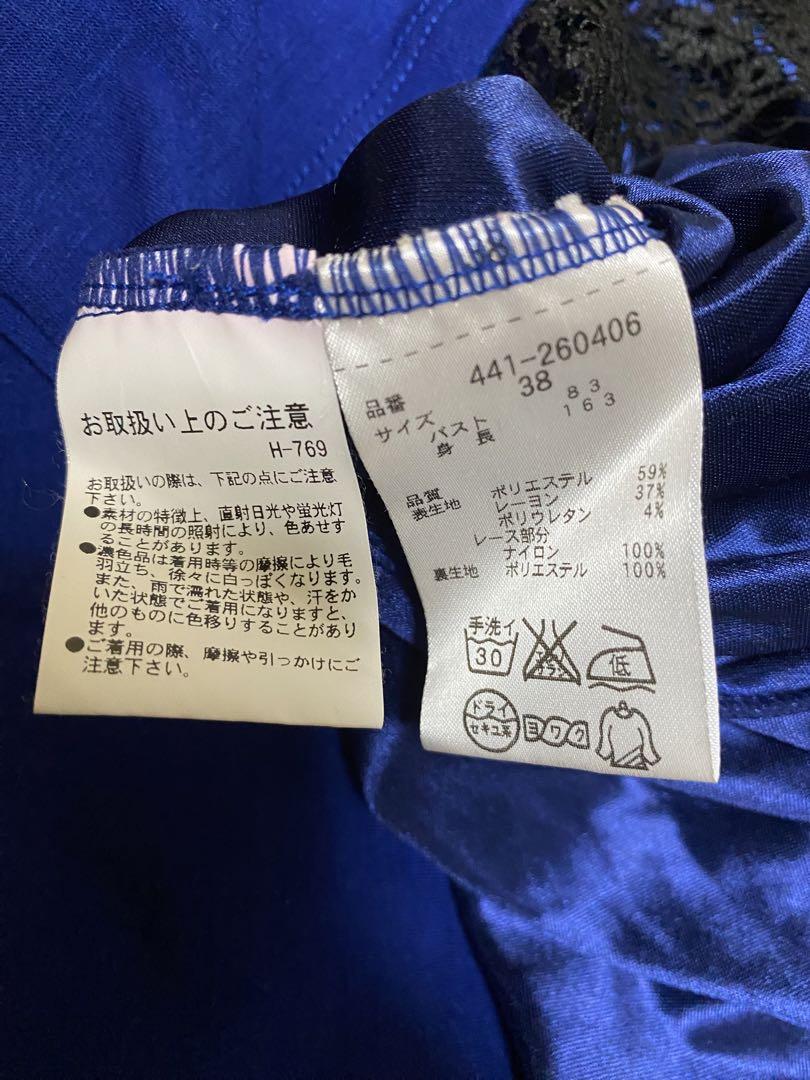 お取扱い上のご注意
H-769
お取扱いの際は、下記の点にご注意
下さい。
●素材の特徴上、直射日光や蛍光灯
の長時間の照射により、色あせす
ることがあります。
●濃色品は着用時等の摩擦により毛
羽立ち、徐々に白っぽくなります。
また、雨で濡れた状態や、汗をか
いた状態でご着用になりますと、
他のものに色移りすることがあり
ます。
●ご着用の際、摩擦や引っかけにご
注意下さい。
38
品番 441-260406
サイズ 38
バスト 83
身長 163
品質
表生地 ポリエステル 59%
レーヨン 37%
ポリウレタン 4%
レース部分
ナイロン 100%
裏生地 ポリエステル 100%
手洗イ
30
エンソサラシ
低
ドライ
セキユ系
ヨワク